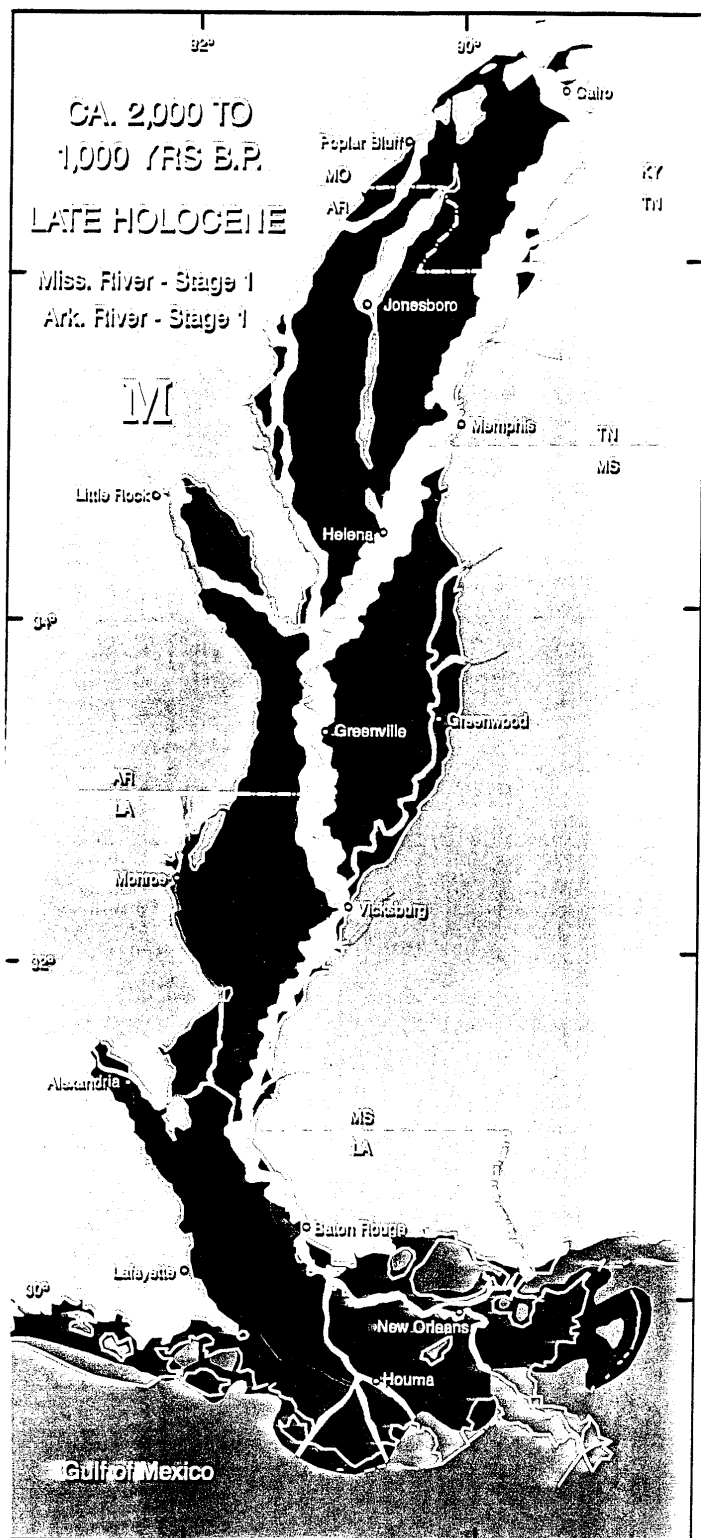 92°
90°
Cairo
CA. 2,000 TO
1,000 YRS B.P.
Poplar Bluff
MO
AR
KY
TN
LATE HOLOCENE
Miss. River - Stage 1
Ark. River - Stage 1
Jonesboro
M
Memphis
TN
MS
Little Rock
Helena
34°
Greenville
Greenwood
AR
LA
Monroe
Vicksburg
32°
Alexandria
MS
LA
Baton Rouge
Lafayette
30°
New Orleans
Houma
Gulf of Mexico